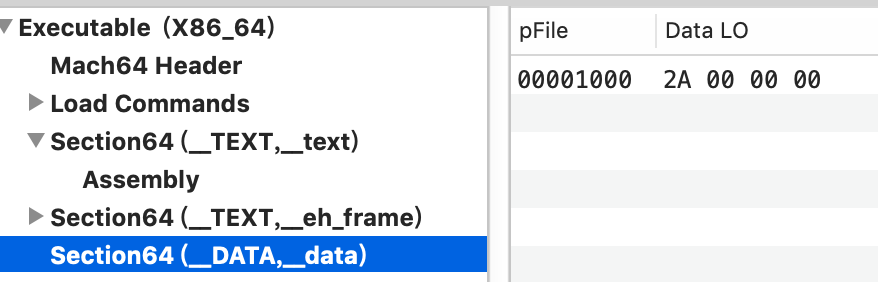 Executable (X86_64)
Mach64 Header
Load Commands
Section64 (__TEXT,__text)
Assembly
Section64 (__TEXT,__eh_frame)
Section64 (__DATA,__data)
pFile Data LO
00001000 2A 00 00 00